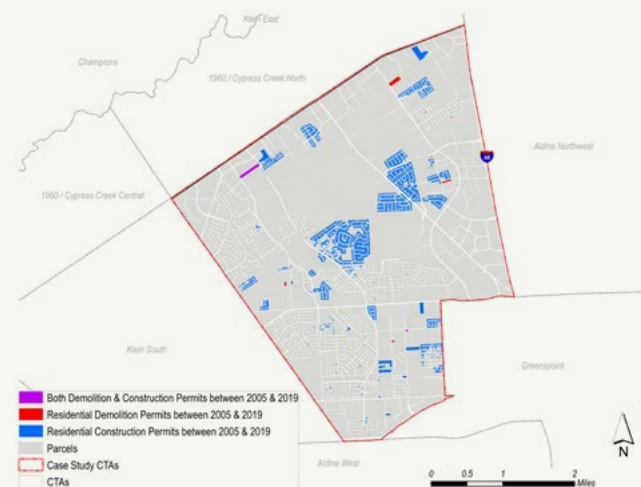 Klein East
Champions
1960 / Cypress Creek North
45
Aldine Northwest
1960 / Cypress Creek Central
Klein South
Greenspoint
Both Demolition & Construction Permits between 2005 & 2019
Residential Demolition Permits between 2005 & 2019
Residential Construction Permits between 2005 & 2019
Parcels
Case Study CTAs
CTAs
Aldine West
N
0 0.5 1 2
Miles